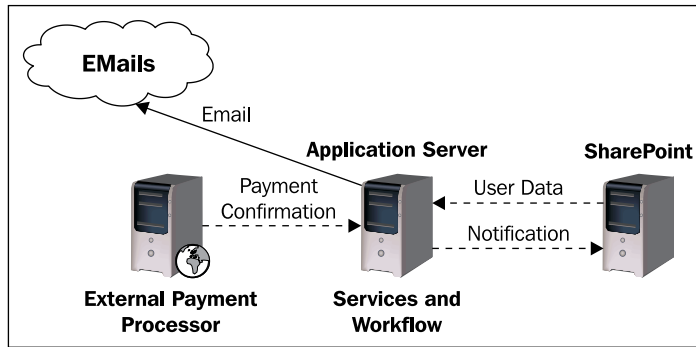 EMails
Email
Application Server
SharePoint
Payment
Confirmation
User Data
Notification
External Payment
Processor
Services and
Workflow